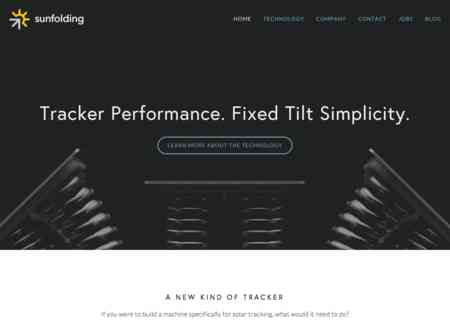 sunfolding
HOME TECHNOLOGY COMPANY CONTACT JOBS BLOG
Tracker Performance. Fixed Tilt Simplicity.
LEARN MORE ABOUT THE TECHNOLOGY
A NEW KIND OF TRACKER
If you were to build a machine specifically for solar tracking, what would it need to do?